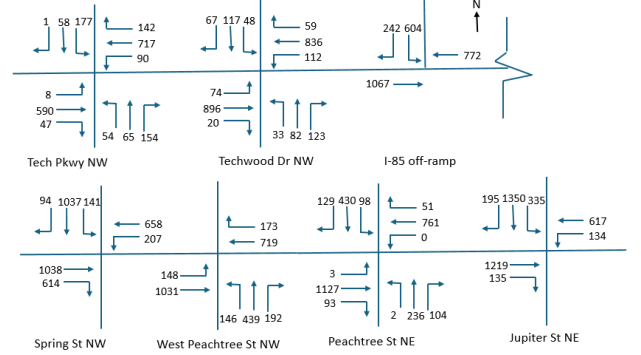 N
1 58 177
142
717
90
8
590
47
54 65 154
Tech Pkwy NW
67 117 48
59
836
112
74
896
20
33 82 123
Techwood Dr NW
242 604
772
1067
I-85 off-ramp
94 1037 141
658
207
1038
614
Spring St NW
173
719
148
1031
146 439 192
West Peachtree St NW
129 430 98
51
761
0
3
1127
93
2 236 104
Peachtree St NE
195 1350 335
617
134
1219
135
Jupiter St NE